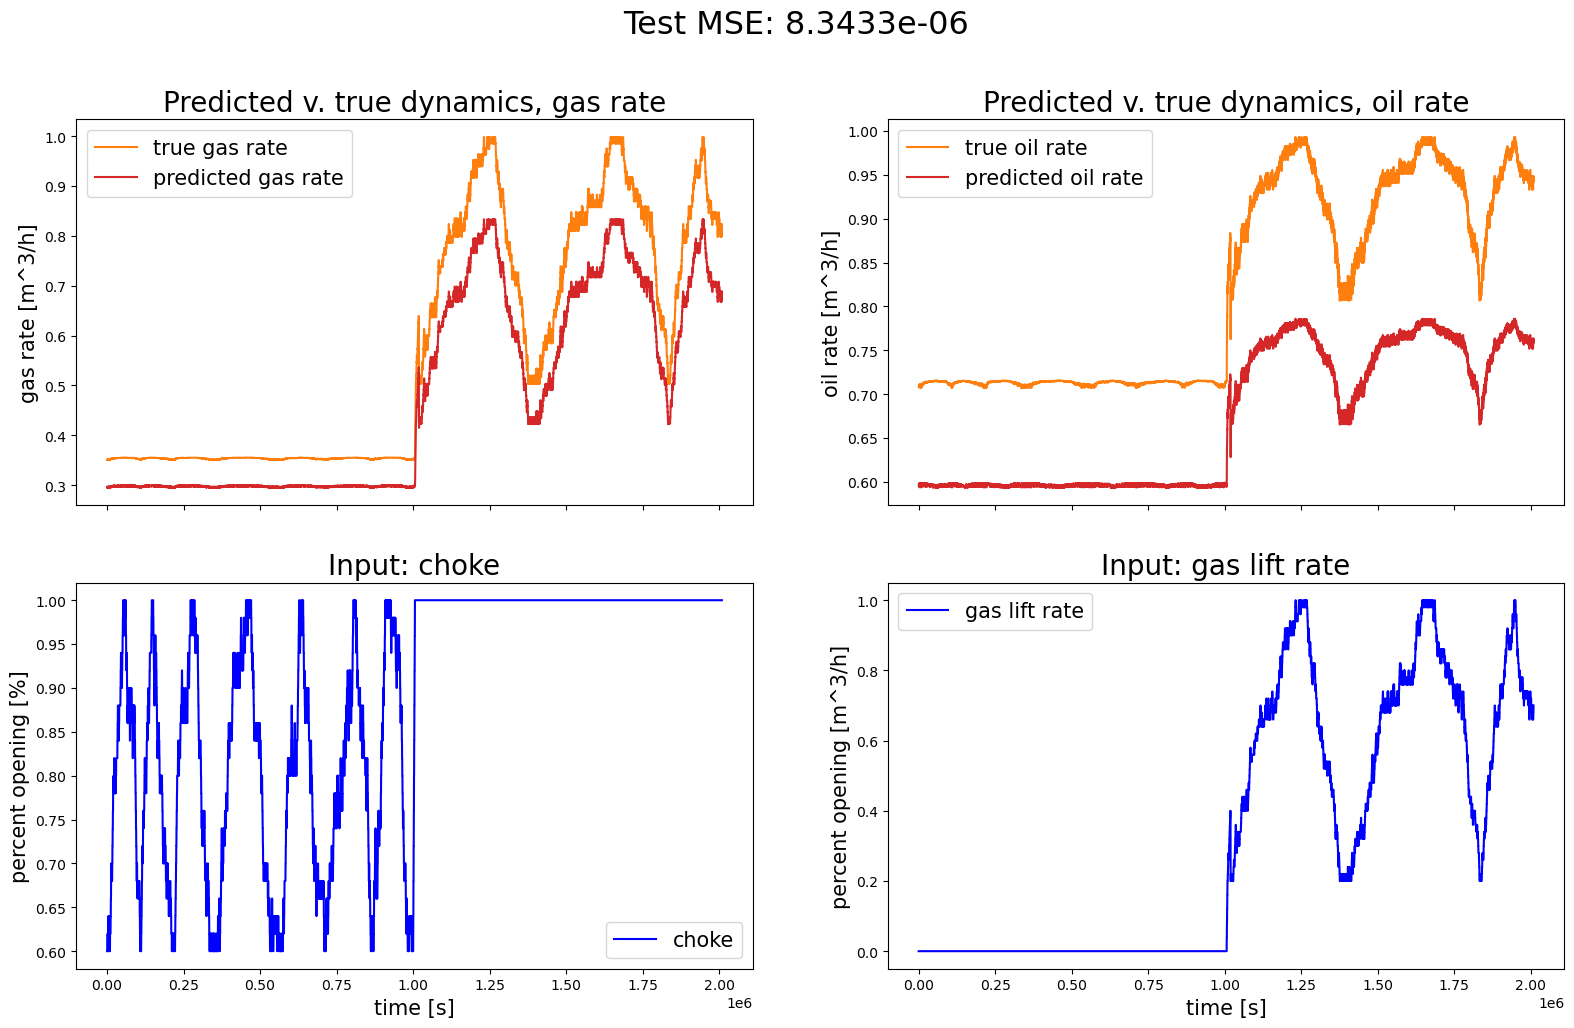 Test MSE: 8.3433e-06
Predicted v. true dynamics, gas rate
gas rate [m^3/h]
1.0
0.9
0.8
0.7
0.6
0.5
0.4
0.3
true gas rate
predicted gas rate
Predicted v. true dynamics, oil rate
oil rate [m^3/h]
1.00
0.95
0.90
0.85
0.80
0.75
0.70
0.65
0.60
true oil rate
predicted oil rate
Input: choke
percent opening [%]
1.00
0.95
0.90
0.85
0.80
0.75
0.70
0.65
0.60
choke
0.00 0.25 0.50 0.75 1.00 1.25 1.50 1.75 2.00
1e6
time [s]
Input: gas lift rate
percent opening [m^3/h]
1.0
0.8
0.6
0.4
0.2
0.0
gas lift rate
0.00 0.25 0.50 0.75 1.00 1.25 1.50 1.75 2.00
1e6
time [s]